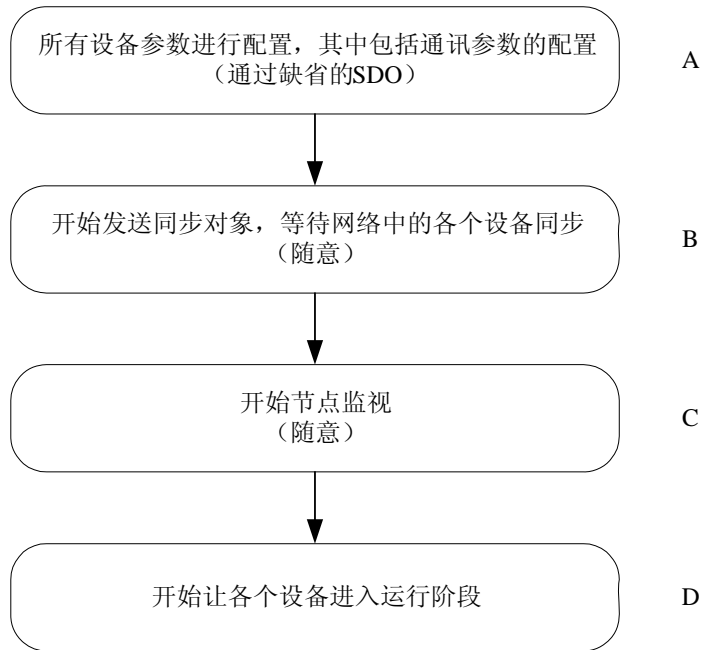 所有设备参数进行配置，其中包括通讯参数的配置
（通过缺省的SDO）
A
开始发送同步对象，等待网络中的各个设备同步
（随意）
B
开始节点监视
（随意）
C
开始让各个设备进入运行阶段
D